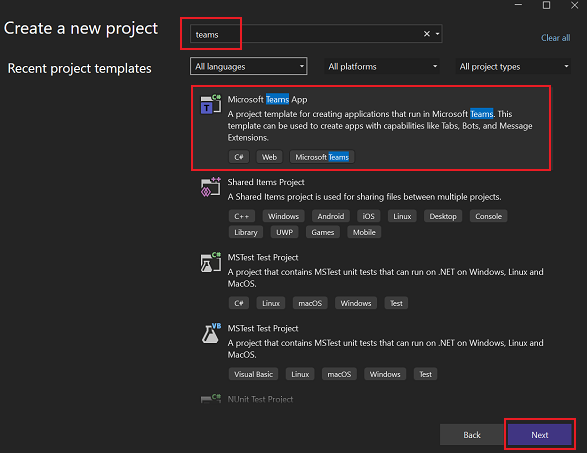 Create a new project
teams
Clear all
Recent project templates
All languages
All platforms
All project types
C#
T
Microsoft Teams App
A project template for creating applications that run in Microsoft Teams. This
template can be used to create apps with capabilities like Tabs, Bots, and Message
Extensions.
C# Web Microsoft Teams
++
Shared Items Project
A Shared Items project is used for sharing files between multiple projects.
C++ Windows Android iOS Linux Desktop Console
Library UWP Games Mobile
C#
MSTest Test Project
A project that contains MSTest unit tests that can run on .NET on Windows, Linux and
MacOS.
C# Linux macOS Windows Test
VB
MSTest Test Project
A project that contains MSTest unit tests that can run on .NET on Windows, Linux and
MacOS.
Visual Basic Linux macOS Windows Test
C#
NUnit Test Project
Back
Next